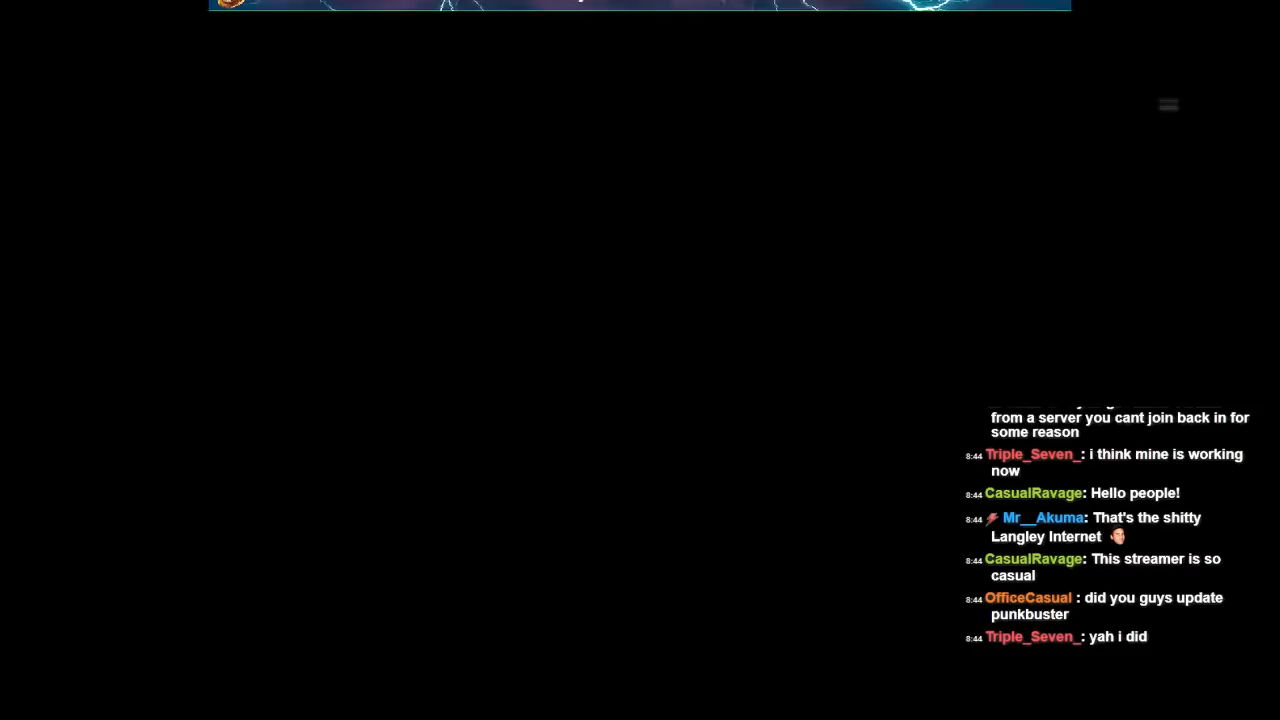 from a server you cant join back in for
some reason
8:44 Triple_Seven_: i think mine is working
now
8:44 CasualRavage: Hello people!
8:44 Mr__Akuma: That's the shitty
Langley Internet
8:44 CasualRavage: This streamer is so
casual
8:44 OfficeCasual : did you guys update
punkbuster
8:44 Triple_Seven_: yah i did